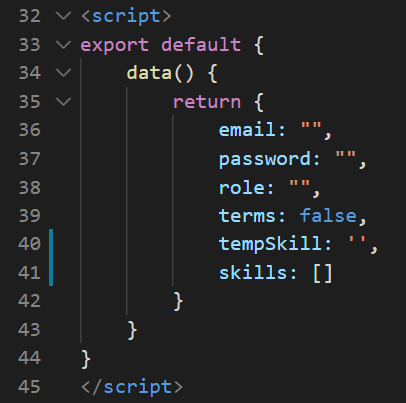 32 <script>
33 export default {
34     data() {
35         return {
36             email: "",
37             password: "",
38             role: "",
39             terms: false,
40             tempSkill: '',
41             skills: []
42         }
43     }
44 }
45 </script>